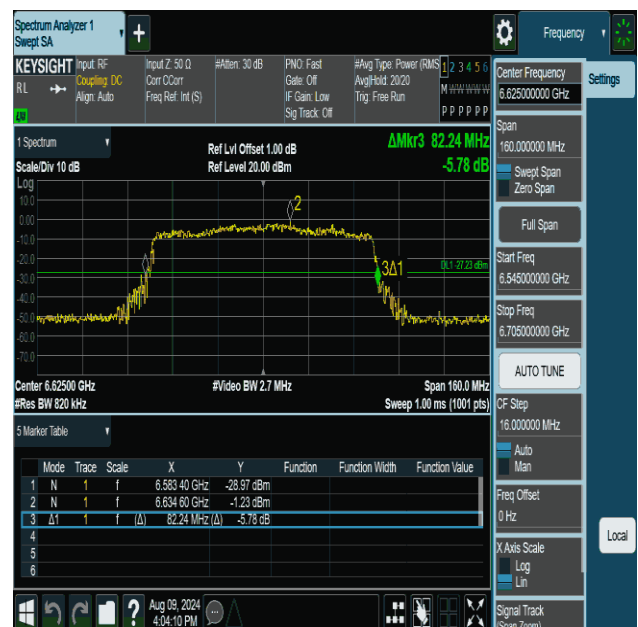 Spectrum Analyzer 1
Swept SA
+
Frequency
KEYSIGHT
RL
Input: RF
Coupling: DC
Align: Auto
Input Z: 50 Ω
Corr CCorr
Freq Ref: Int (S)
#Atten: 30 dB
PNO: Fast
Gate: Off
IF Gain: Low
Sig Track: Off
#Avg Type: Power (RMS
Avg|Hold: 20/20
Trig: Free Run
1 2 3 4 5 6
M W W W W W
P P P P P P
Center Frequency
6.625000000 GHz
Settings
Span
160.000000 MHz
Swept Span
Zero Span
Full Span
Start Freq
6.545000000 GHz
Stop Freq
6.705000000 GHz
AUTO TUNE
CF Step
16.000000 MHz
Auto
Man
Freq Offset
0 Hz
X Axis Scale
Log
Lin
Local
Signal Track
(Span Zoom)
1 Spectrum
Scale/Div 10 dB
Ref Lvl Offset 1.00 dB
Ref Level 20.00 dBm
ΔMkr3 82.24 MHz
-5.78 dB
Log
10.0
0.00
-10.0
-20.0
-30.0
-40.0
-50.0
-60.0
-70.0
2
3Δ1
DL1 -27.23 dBm
Center 6.62500 GHz
#Video BW 2.7 MHz
Span 160.0 MHz
#Res BW 820 kHz
Sweep 1.00 ms (1001 pts)
5 Marker Table
Mode Trace Scale X Y Function Function Width Function Value
1 N 1 f 6.583 40 GHz -28.97 dBm
2 N 1 f 6.634 60 GHz -1.23 dBm
3 Δ1 1 f (Δ) 82.24 MHz (Δ) -5.78 dB
4
5
6
?
Aug 09, 2024
4:04:10 PM